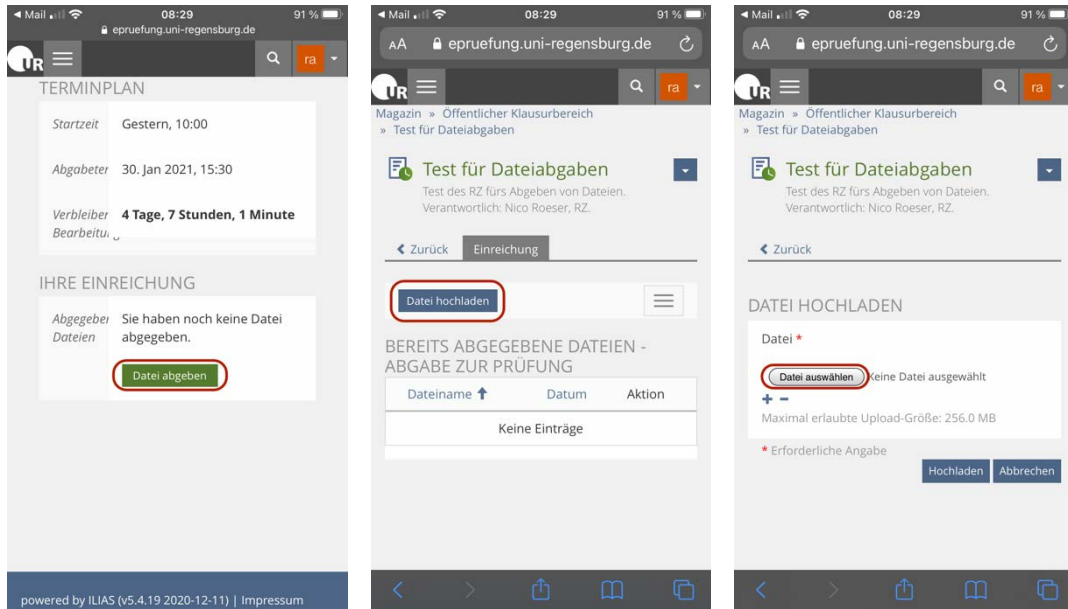 Mail 08:29 91 %
epruefung.uni-regensburg.de
UR ra
TERMINPLAN
Startzeit Gestern, 10:00
Abgabeter 30. Jan 2021, 15:30
Verbleiber 4 Tage, 7 Stunden, 1 Minute
Bearbeitu
IHRE EINREICHUNG
Abgegeber Sie haben noch keine Datei
Dateien abgegeben.
Datei abgeben
powered by ILIAS (v5.4.19 2020-12-11) | Impressum
Mail 08:29 91 %
AA epruefung.uni-regensburg.de
UR ra
Magazin » Öffentlicher Klausurbereich
» Test für Dateiabgaben
Test für Dateiabgaben
Test des RZ fürs Abgeben von Dateien.
Verantwortlich: Nico Roeser, RZ.
Zurück Einreichung
Datei hochladen
BEREITS ABGEGEBENE DATEIEN -
ABGABE ZUR PRÜFUNG
Dateiname Datum Aktion
Keine Einträge
Mail 08:29 91 %
AA epruefung.uni-regensburg.de
UR ra
Magazin » Öffentlicher Klausurbereich
» Test für Dateiabgaben
Test für Dateiabgaben
Test des RZ fürs Abgeben von Dateien.
Verantwortlich: Nico Roeser, RZ.
Zurück
DATEI HOCHLADEN
Datei *
Datei auswählen Keine Datei ausgewählt
+ −
Maximal erlaubte Upload-Größe: 256.0 MB
* Erforderliche Angabe
Hochladen Abbrechen